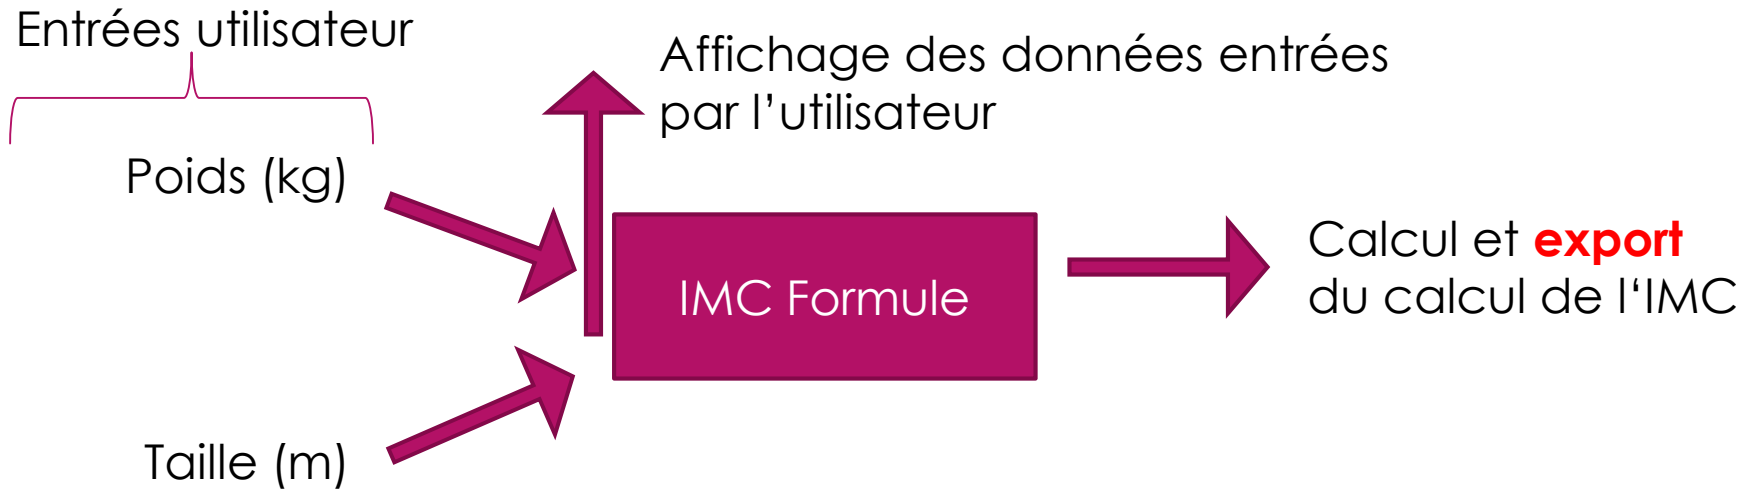 Entrées utilisateur
Affichage des données entrées
par l’utilisateur
Poids (kg)
IMC Formule
Calcul et export
du calcul de l‘IMC
Taille (m)